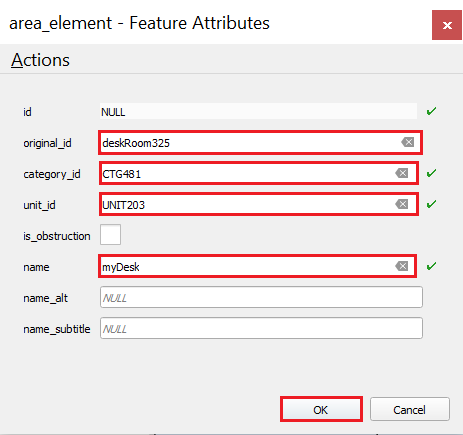 area_element - Feature Attributes
Actions
id NULL
original_id deskRoom325
category_id CTG481
unit_id UNIT203
is_obstruction
name myDesk
name_alt NULL
name_subtitle NULL
OK Cancel